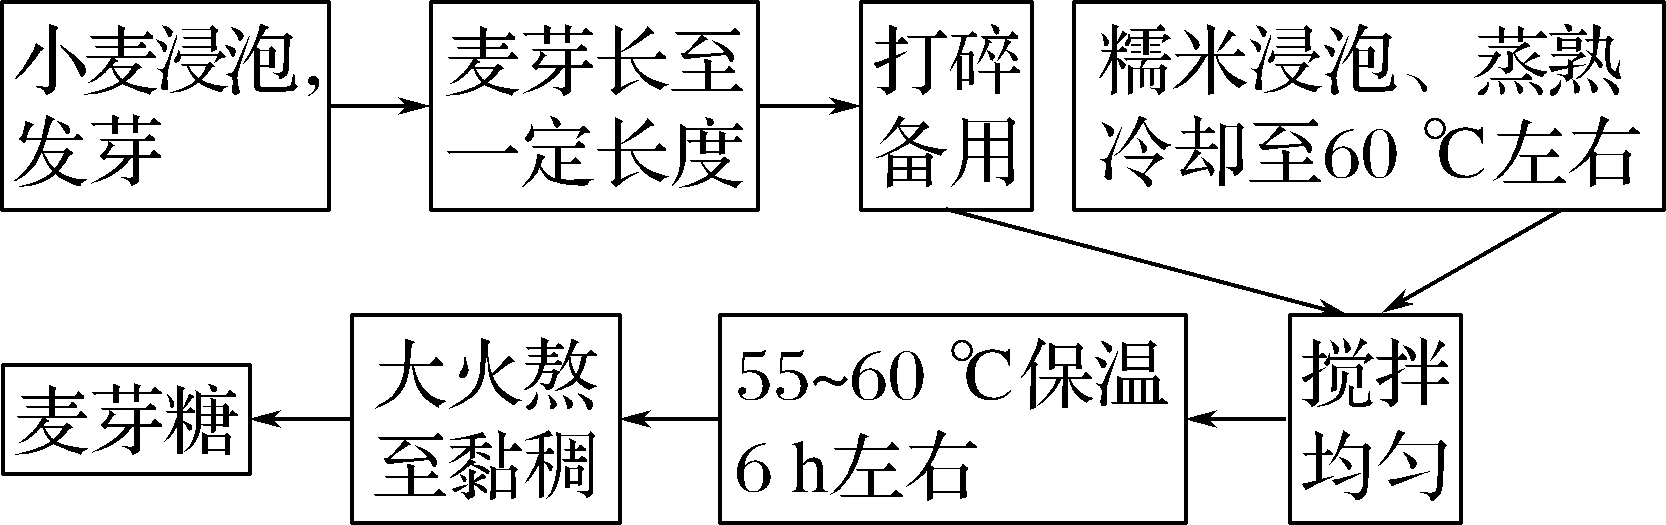 小麦浸泡,
发芽
麦芽长至
一定长度
打碎
备用
糯米浸泡、蒸熟
冷却至60 ℃左右
搅拌
均匀
55~60 ℃保温
6 h左右
大火熬
至黏稠
麦芽糖